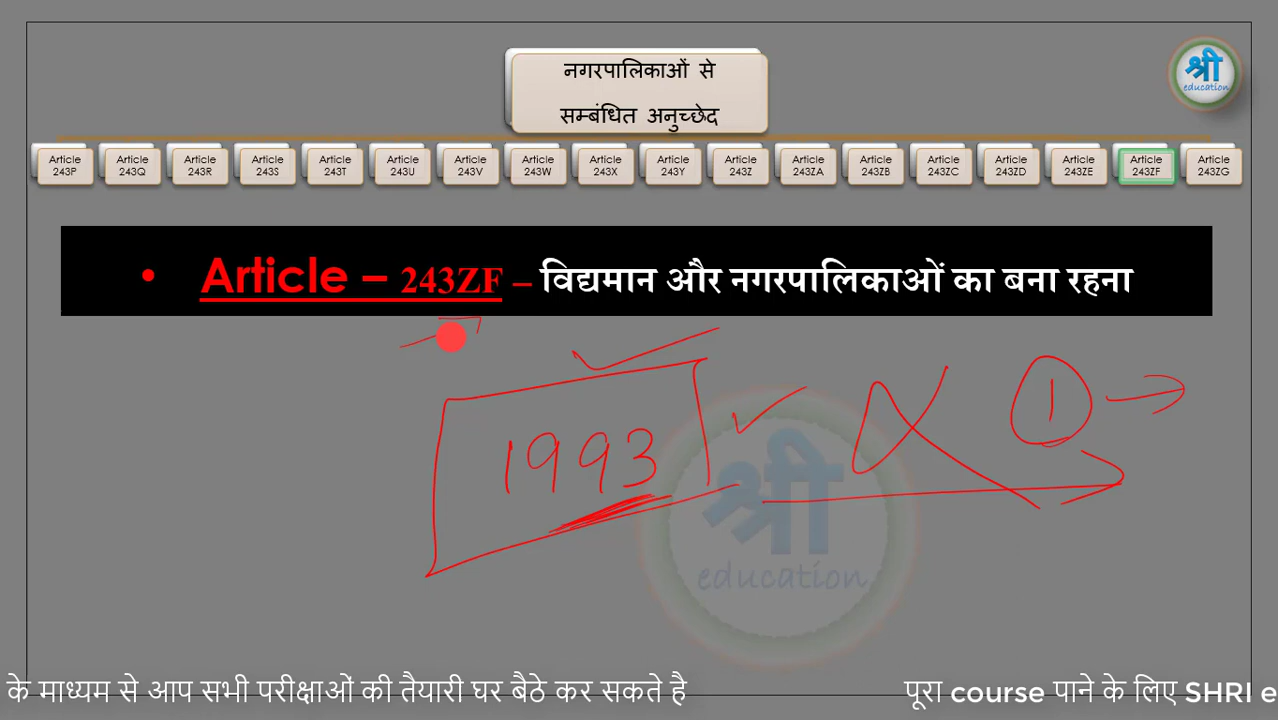 नगरपालिकाओं से
सम्बंधित अनुच्छेद
श्री
education
Article 243P
Article 243Q
Article 243R
Article 243S
Article 243T
Article 243U
Article 243V
Article 243W
Article 243X
Article 243Y
Article 243Z
Article 243ZA
Article 243ZB
Article 243ZC
Article 243ZD
Article 243ZE
Article 243ZF
Article 243ZG
• Article – 243ZF – विद्यमान और नगरपालिकाओं का बना रहना
1993
1
श्री
education
के माध्यम से आप सभी परीक्षाओं की तैयारी घर बैठे कर सकते है
पूरा course पाने के लिए SHRI e